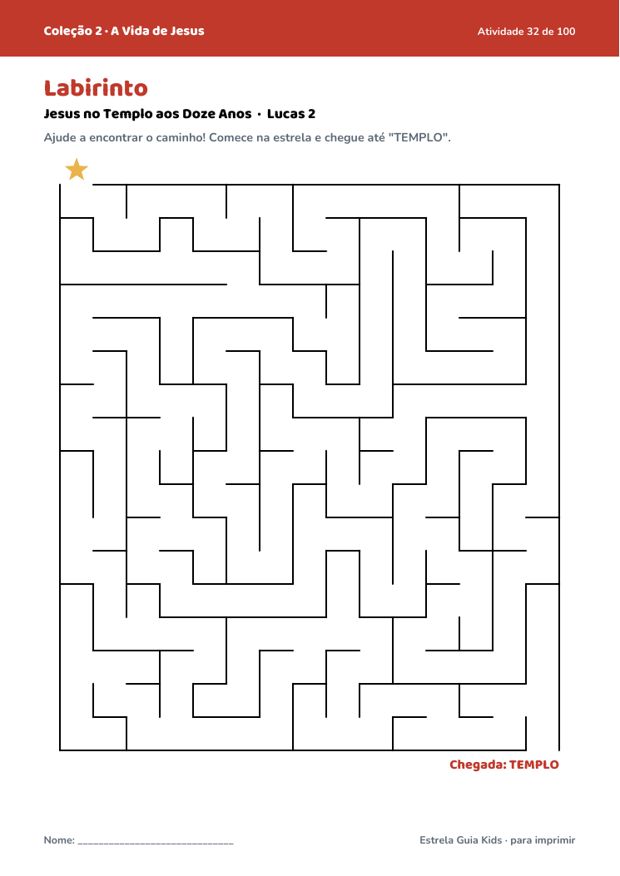 Coleção 2 · A Vida de Jesus
Atividade 32 de 100
Labirinto
Jesus no Templo aos Doze Anos · Lucas 2
Ajude a encontrar o caminho! Comece na estrela e chegue até "TEMPLO".
Chegada: TEMPLO
Nome: ______________________________
Estrela Guia Kids · para imprimir